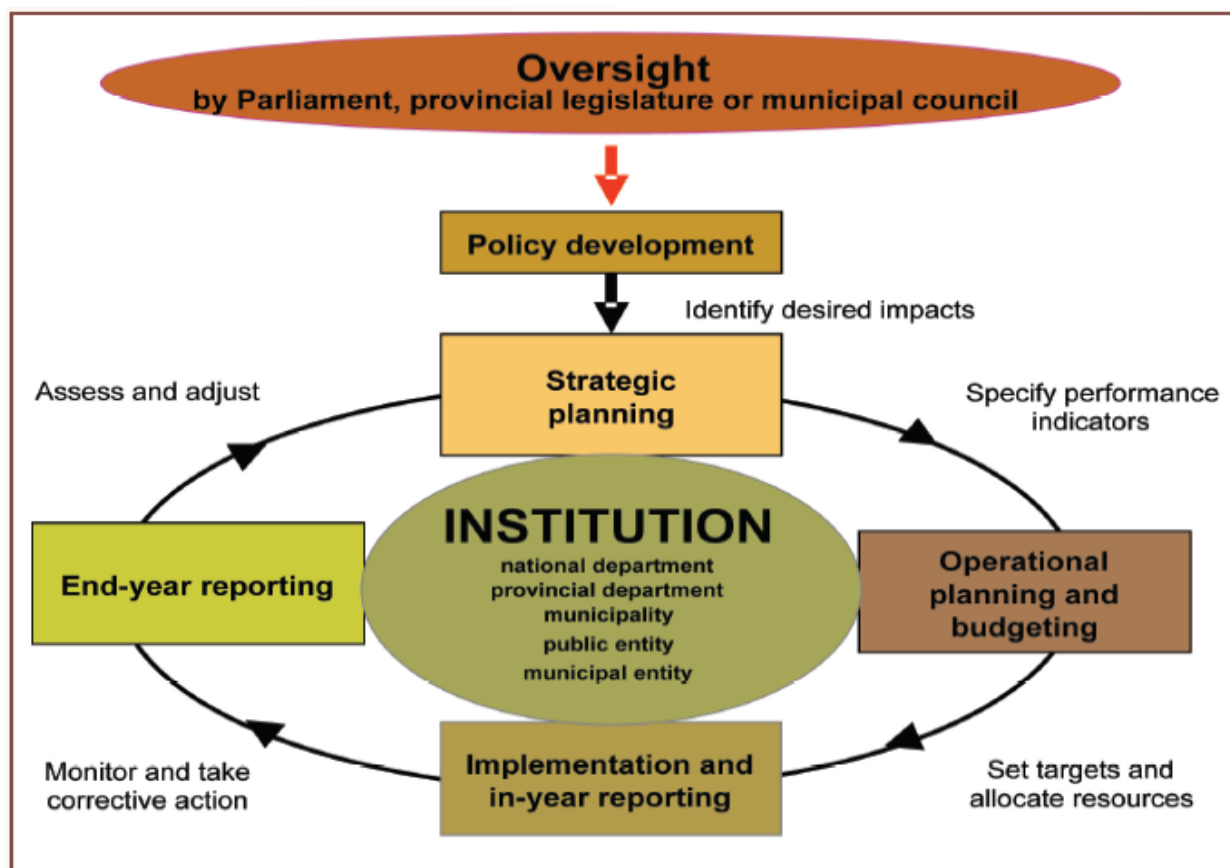 Oversight
by Parliament, provincial legislature or municipal council
Policy development
Identify desired impacts
Strategic
planning
Assess and adjust
Specify performance
indicators
INSTITUTION
national department
provincial department
municipality
public entity
municipal entity
End-year reporting
Operational
planning and
budgeting
Implementation and
in-year reporting
Monitor and take
corrective action
Set targets and
allocate resources